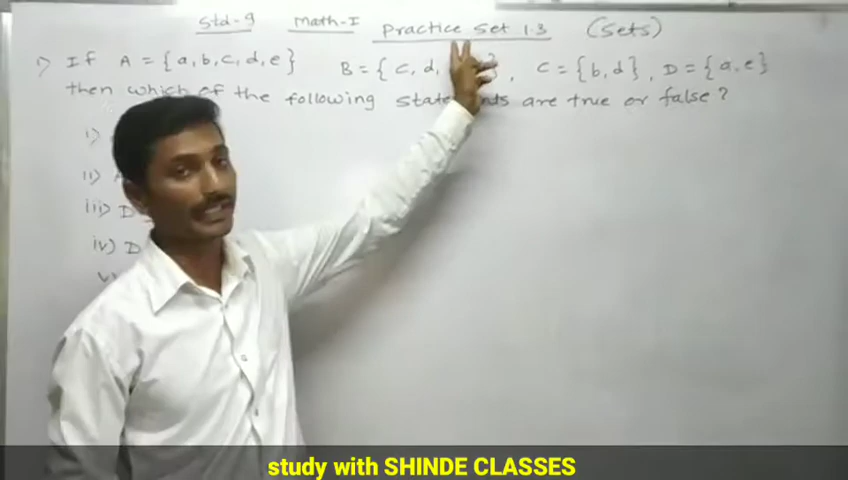 Std-9 Math-I Practice Set 1.3 (Sets)
1) If A = {a, b, c, d, e} B = { c, d, }, C = {b, d}, D = {a, e}
then which of the following statements are true or false?
i)
ii)
iii) D
iv) D
v)
study with SHINDE CLASSES